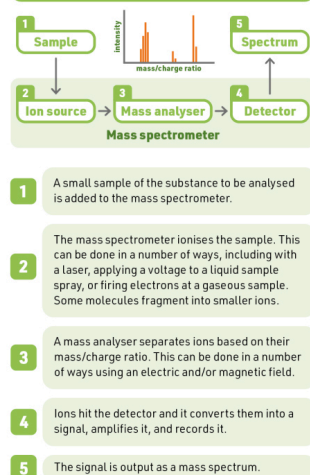 1
Sample
intensity
mass/charge ratio
5
Spectrum
2
Ion source
3
Mass analyser
4
Detector
Mass spectrometer
1
A small sample of the substance to be analysed
is added to the mass spectrometer.
2
The mass spectrometer ionises the sample. This
can be done in a number of ways, including with
a laser, applying a voltage to a liquid sample
spray, or firing electrons at a gaseous sample.
Some molecules fragment into smaller ions.
3
A mass analyser separates ions based on their
mass/charge ratio. This can be done in a number
of ways using an electric and/or magnetic field.
4
Ions hit the detector and it converts them into a
signal, amplifies it, and records it.
5
The signal is output as a mass spectrum.